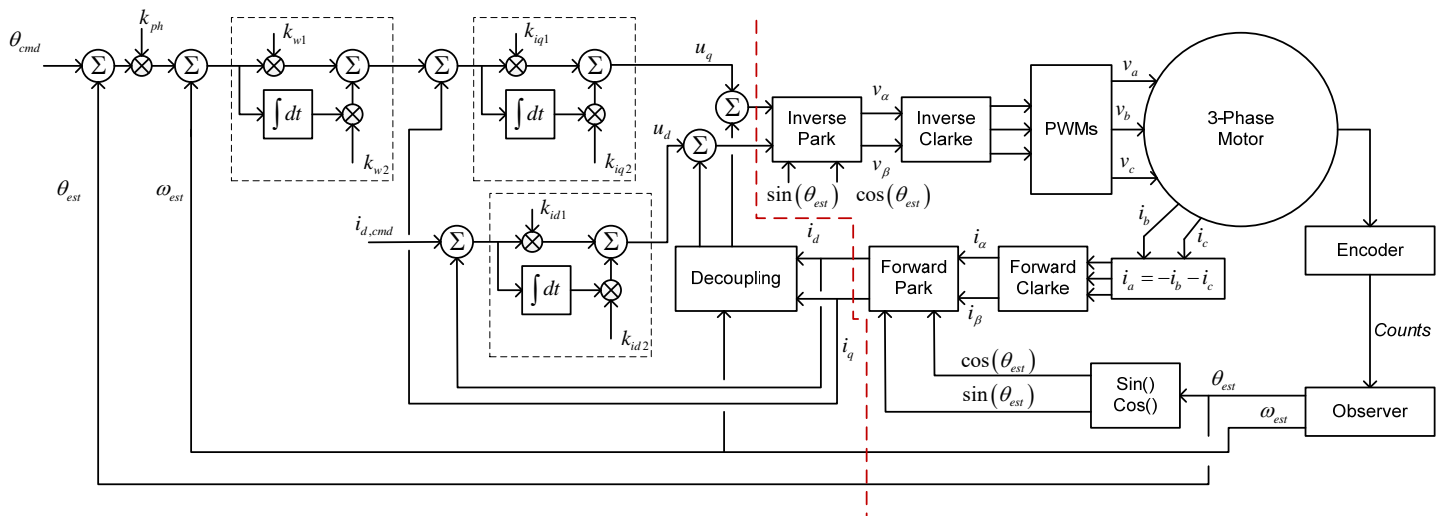 θcmd
kph
Σ
Σ
kw1
Σ
∫dt
kw2
Σ
kiq1
Σ
∫dt
kiq2
uq
Σ
ud
Σ
Inverse
Park
sin(θest)
cos(θest)
vα
vβ
Inverse
Clarke
PWMs
va
vb
vc
3-Phase
Motor
θest
ωest
id,cmd
Σ
kid1
Σ
∫dt
kid2
Decoupling
id
iq
Forward
Park
iα
iβ
Forward
Clarke
ib
ic
ia = −ib − ic
Encoder
Counts
cos(θest)
sin(θest)
Sin()
Cos()
θest
ωest
Observer